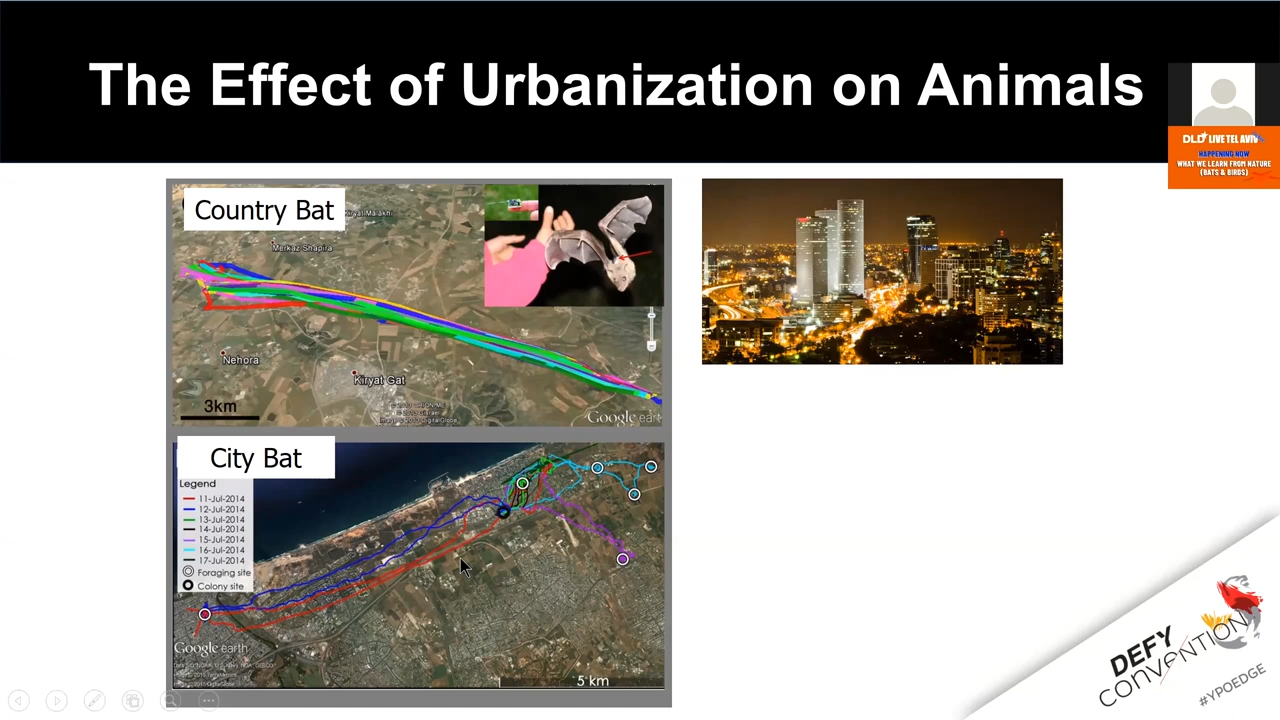 The Effect of Urbanization on Animals
DLD LIVE TEL AVIV
HAPPENING NOW
WHAT WE LEARN FROM NATURE
(BATS & BIRDS)
Country Bat
Kiryat Malakhi
Merkaz Shapira
Nehora
Kiryat Gat
3km
Google eart
City Bat
Legend
11-Jul-2014
12-Jul-2014
13-Jul-2014
14-Jul-2014
15-Jul-2014
16-Jul-2014
17-Jul-2014
Foraging site
Colony site
Google earth
5 km
DEFY
CONVENTION
#YPOEDGE